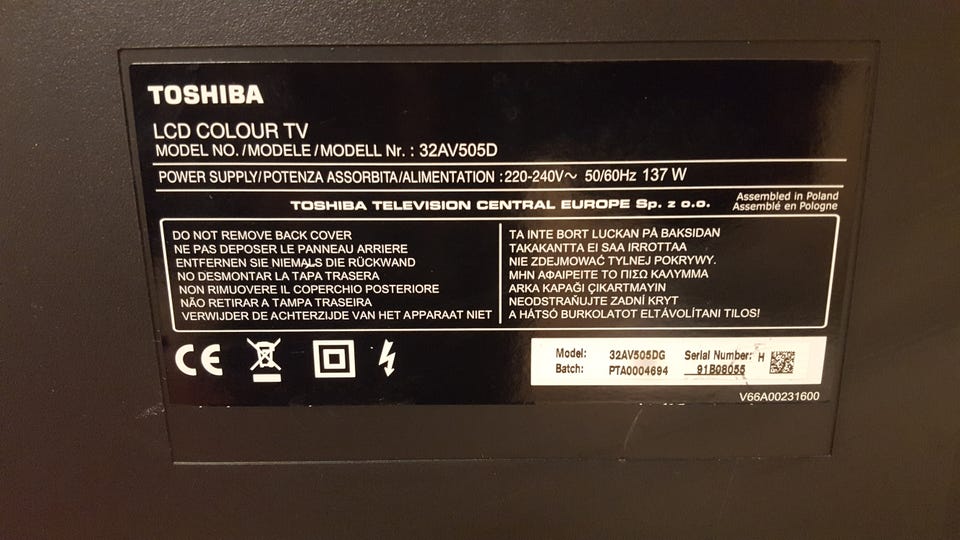 TOSHIBA
LCD COLOUR TV
MODEL NO./MODELE/MODELL Nr. : 32AV505D
POWER SUPPLY/POTENZA ASSORBITA/ALIMENTATION :220-240V～ 50/60Hz 137 W
TOSHIBA TELEVISION CENTRAL EUROPE Sp. z o.o.
Assembled in Poland
Assemblé en Pologne
DO NOT REMOVE BACK COVER
NE PAS DEPOSER LE PANNEAU ARRIERE
ENTFERNEN SIE NIEMALS DIE RÜCKWAND
NO DESMONTAR LA TAPA TRASERA
NON RIMUOVERE IL COPERCHIO POSTERIORE
NÃO RETIRAR A TAMPA TRASEIRA
VERWIJDER DE ACHTERZIJDE VAN HET APPARAAT NIET
TA INTE BORT LUCKAN PÅ BAKSIDAN
TAKAKANTTA EI SAA IRROTTAA
NIE ZDEJMOWAĆ TYLNEJ POKRYWY.
ΜΗΝ ΑΦΑΙΡΕΙΤΕ ΤΟ ΠΙΣΩ ΚΑΛΥΜΜΑ
ARKA KAPAĞI ÇIKARTMAYIN
NEODSTRAŇUJTE ZADNÍ KRYT
A HÁTSÓ BURKOLATOT ELTÁVOLÍTANI TILOS!
CE
Model: 32AV505DG Serial Number: H
Batch: PTA0004694 91B08055
V66A00231600